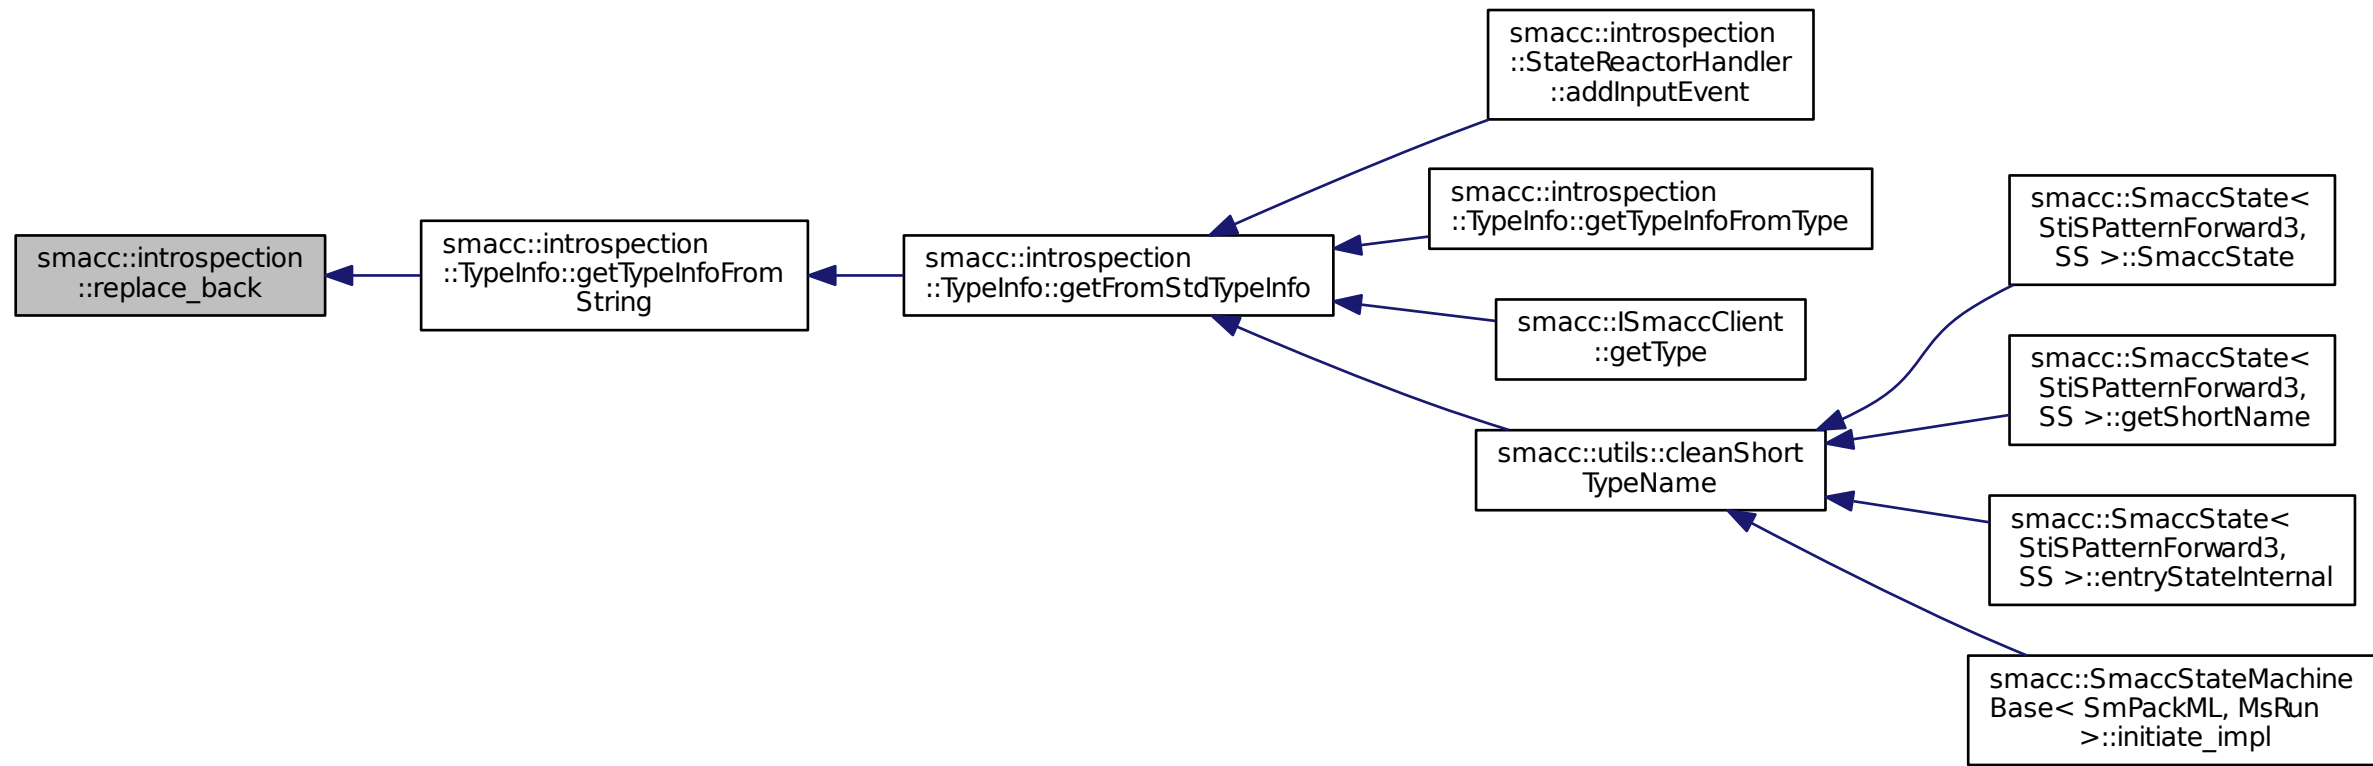 smacc::introspection
::replace_back
smacc::introspection
::TypeInfo::getTypeInfoFrom
String
smacc::introspection
::TypeInfo::getFromStdTypeInfo
smacc::introspection
::StateReactorHandler
::addInputEvent
smacc::introspection
::TypeInfo::getTypeInfoFromType
smacc::ISmaccClient
::getType
smacc::utils::cleanShort
TypeName
smacc::SmaccState<
StiSPatternForward3,
SS >::SmaccState
smacc::SmaccState<
StiSPatternForward3,
SS >::getShortName
smacc::SmaccState<
StiSPatternForward3,
SS >::entryStateInternal
smacc::SmaccStateMachine
Base< SmPackML, MsRun
>::initiate_impl